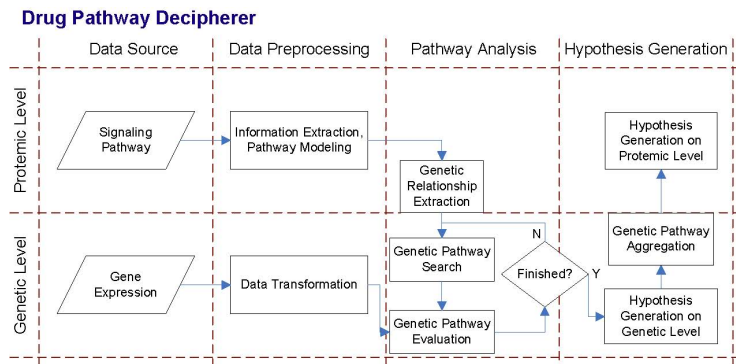 Drug Pathway Decipherer
Data Source
Data Preprocessing
Pathway Analysis
Hypothesis Generation
Protemic Level
Signaling
Pathway
Information Extraction,
Pathway Modeling
Genetic
Relationship
Extraction
Hypothesis
Generation on
Protemic Level
Genetic Level
Gene
Expression
Data Transformation
Genetic Pathway
Search
Genetic Pathway
Evaluation
N
Finished?
Y
Genetic Pathway
Aggregation
Hypothesis
Generation on
Genetic Level